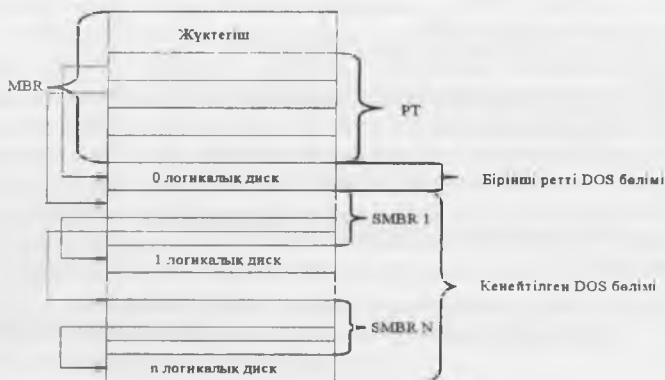 Жүктегіш
MBR
PT
0 логикалық диск
Бірінші ретті DOS бөлімі
SMBR 1
1 логикалық диск
Кенейтілген DOS бөлімі
SMBR N
n логикалық диск